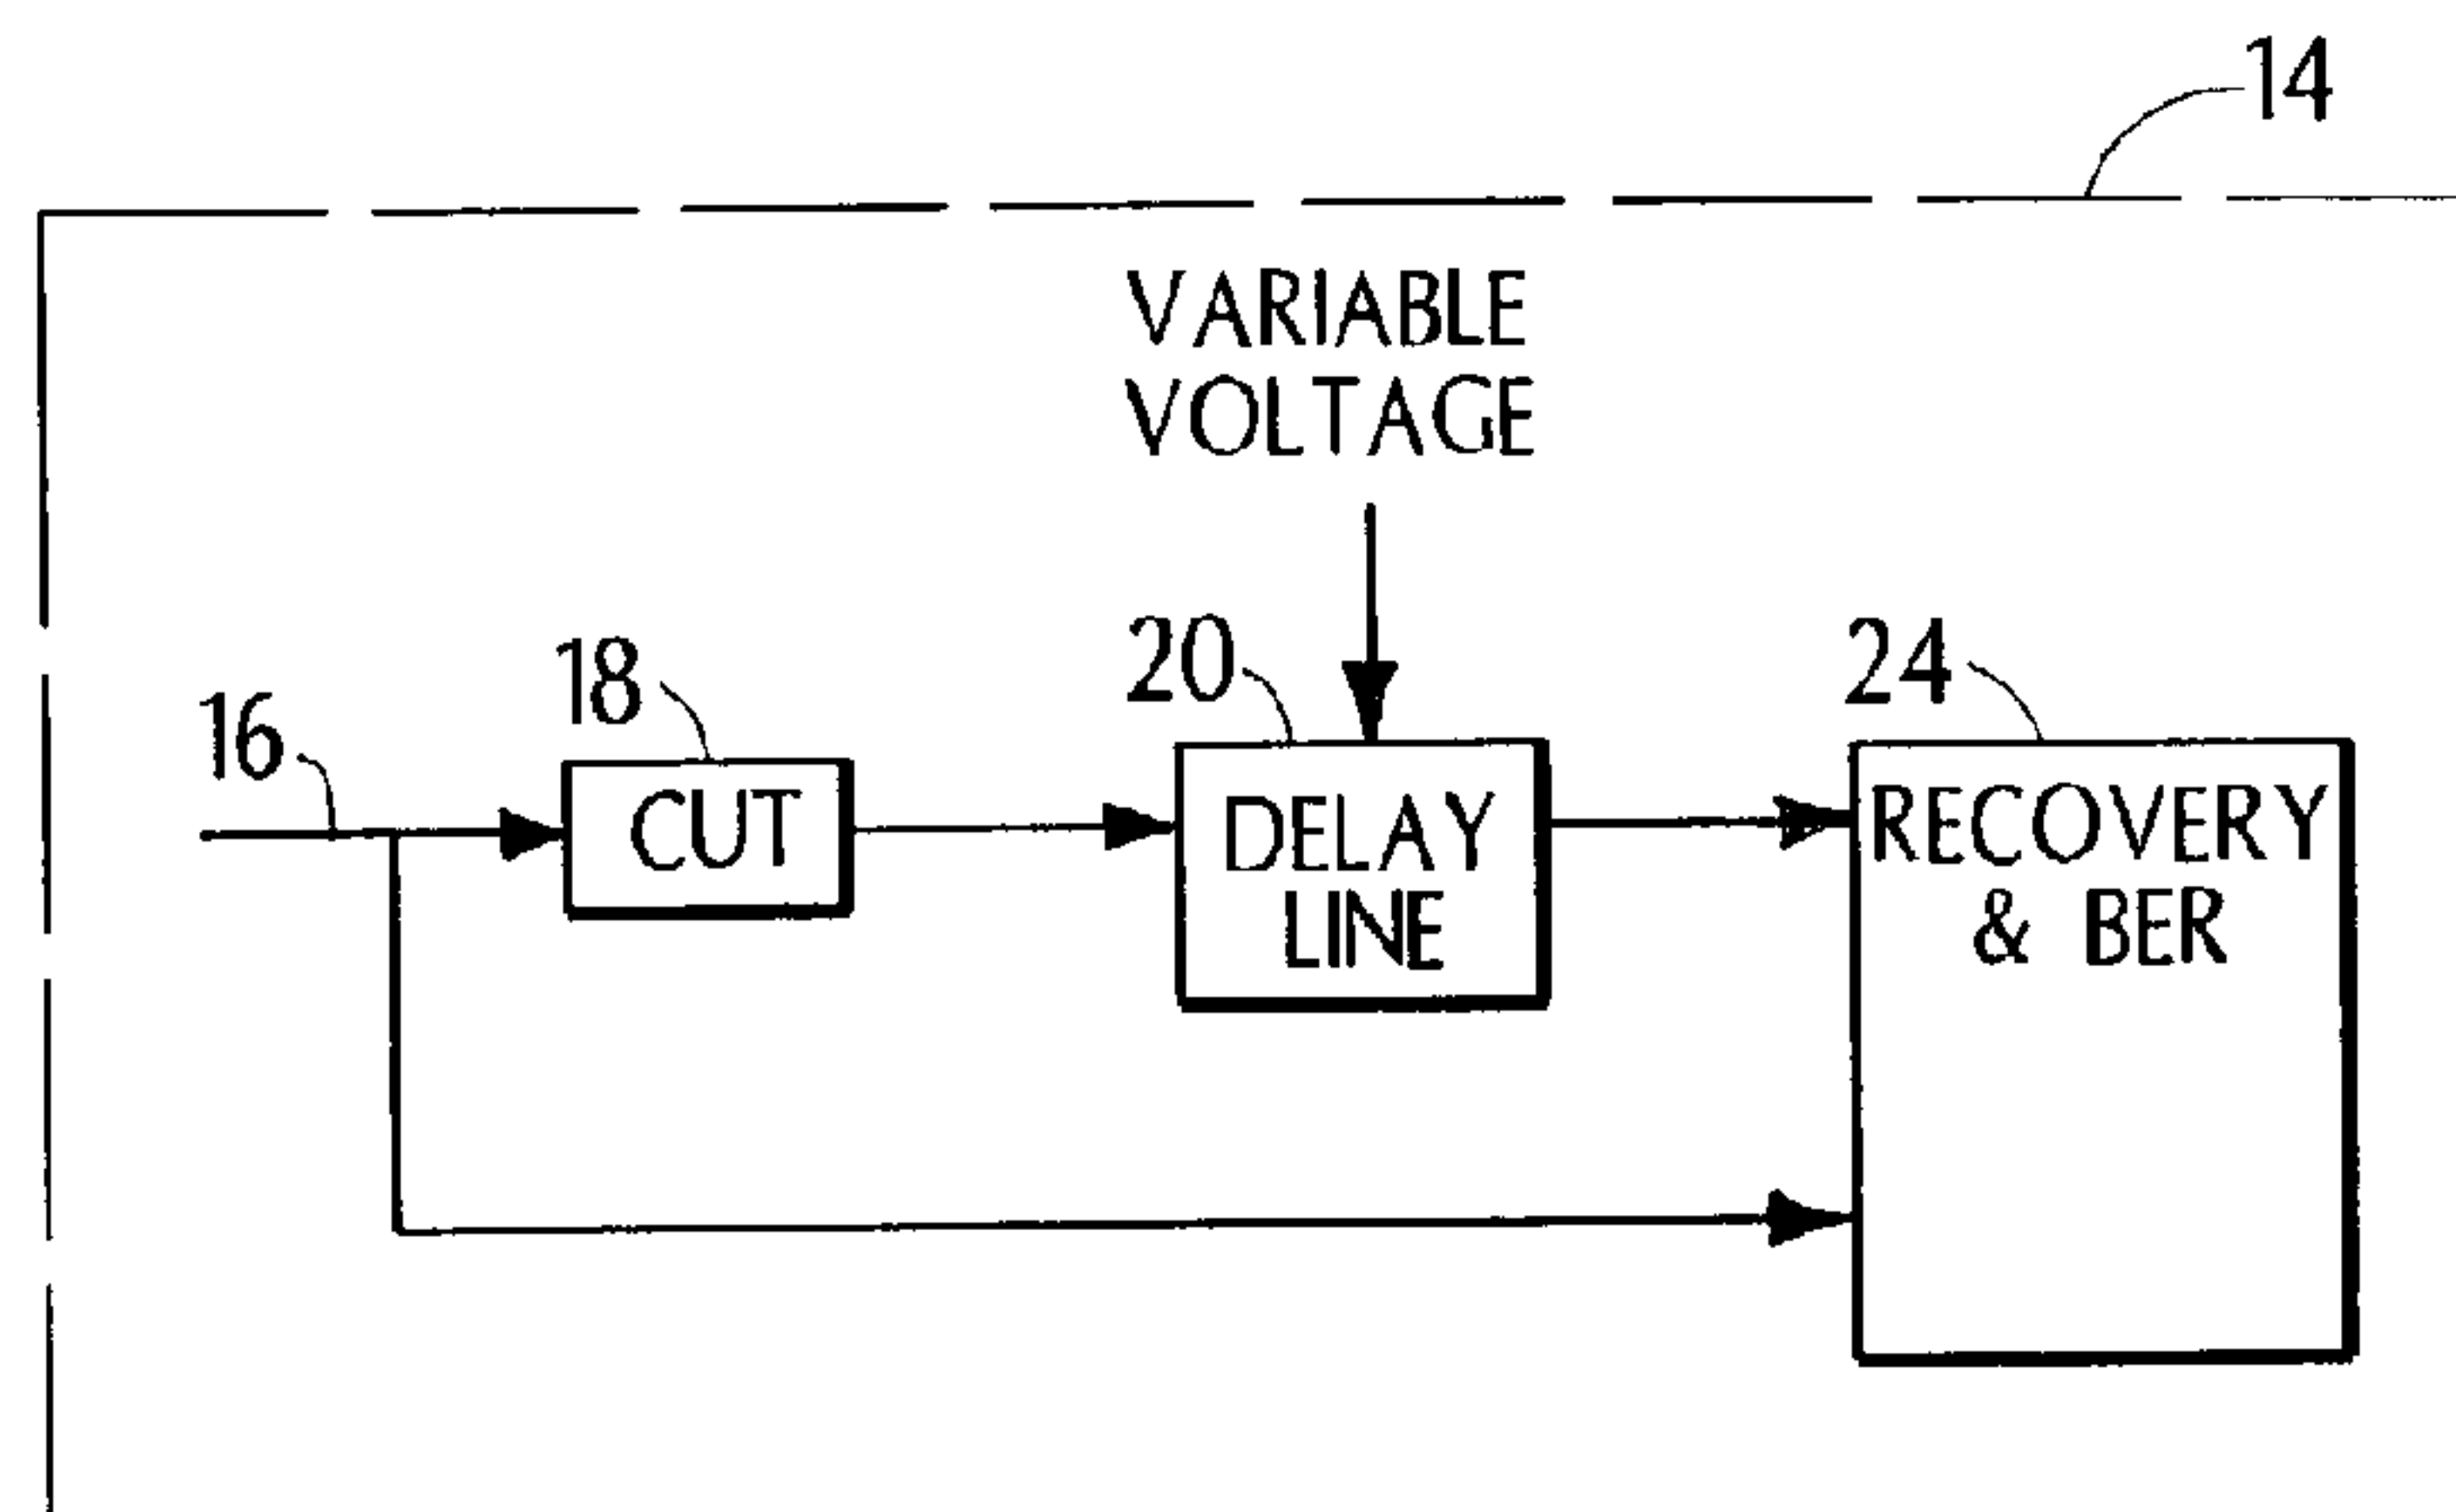 14
VARIABLE
VOLTAGE
16
18
20
24
CUT
DELAY
LINE
RECOVERY
& BER